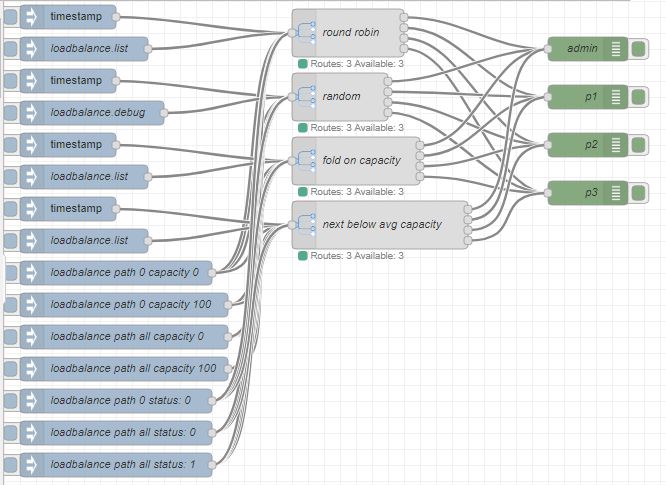 timestamp
loadbalance.list
timestamp
loadbalance.debug
timestamp
loadbalance.list
timestamp
loadbalance.list
loadbalance path 0 capacity 0
loadbalance path 0 capacity 100
loadbalance path all capacity 0
loadbalance path all capacity 100
loadbalance path 0 status: 0
loadbalance path all status: 0
loadbalance path all status: 1
round robin
Routes: 3 Available: 3
random
Routes: 3 Available: 3
fold on capacity
Routes: 3 Available: 3
next below avg capacity
Routes: 3 Available: 3
admin
p1
p2
p3